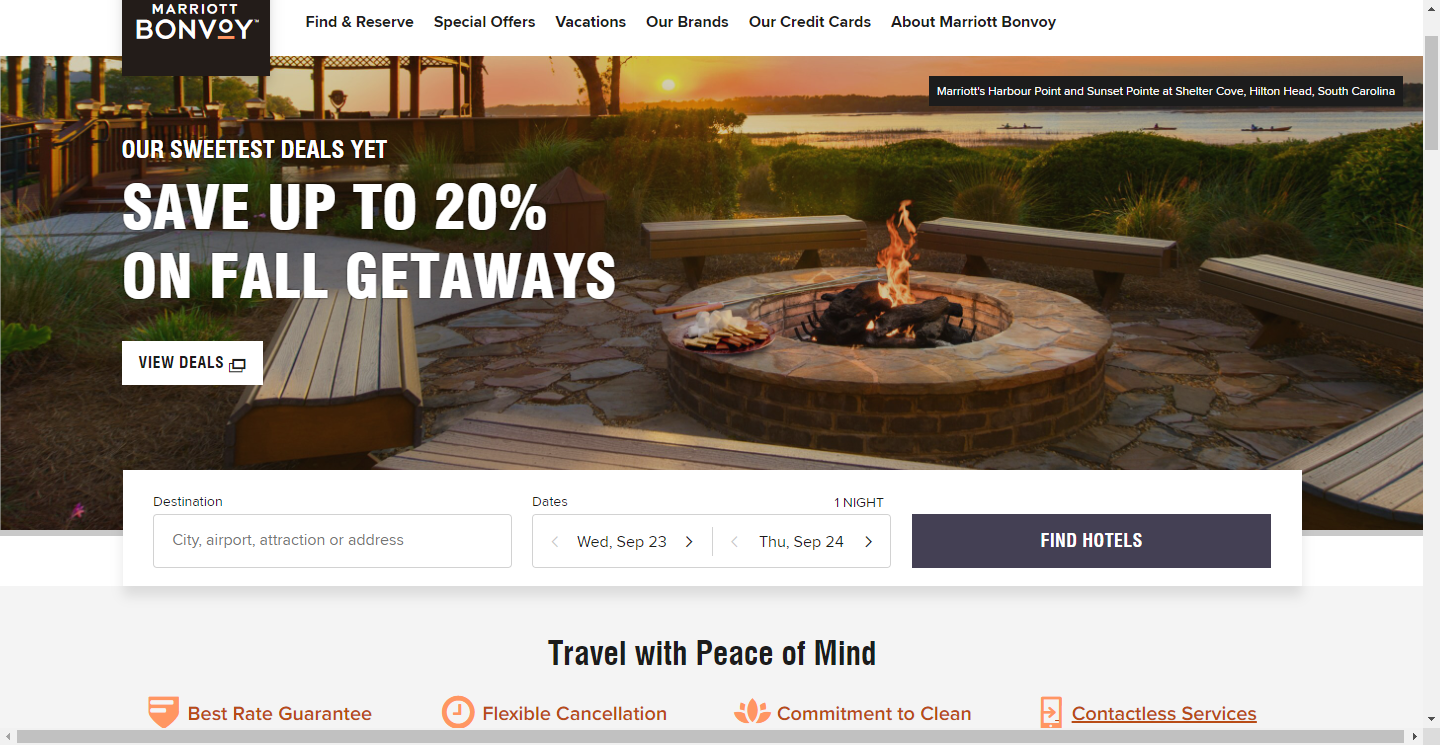 MARRIOTT
BONVOY™
Find & Reserve Special Offers Vacations Our Brands Our Credit Cards About Marriott Bonvoy
Marriott's Harbour Point and Sunset Pointe at Shelter Cove, Hilton Head, South Carolina
OUR SWEETEST DEALS YET
SAVE UP TO 20%
ON FALL GETAWAYS
VIEW DEALS
Destination
City, airport, attraction or address
Dates 1 NIGHT
Wed, Sep 23 Thu, Sep 24
FIND HOTELS
Travel with Peace of Mind
Best Rate Guarantee Flexible Cancellation Commitment to Clean Contactless Services